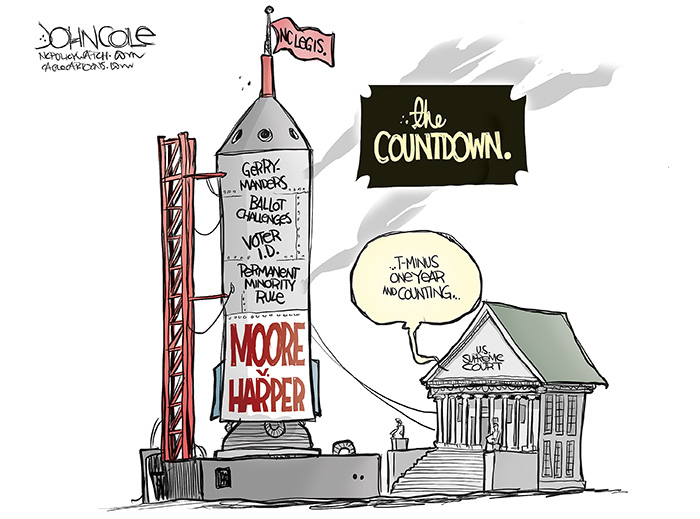 JOHN COLE
NCPOLICYWATCH.COM
CAGLECARTOONS.COM
NC LEGIS.
the
COUNTDOWN.
GERRY-
MANDERS
BALLOT
CHALLENGES
VOTER
I.D.
PERMANENT
MINORITY
RULE
MOORE
V.
HARPER
..T-MINUS
ONE YEAR
AND COUNTING...
U.S.
SUPREME
COURT